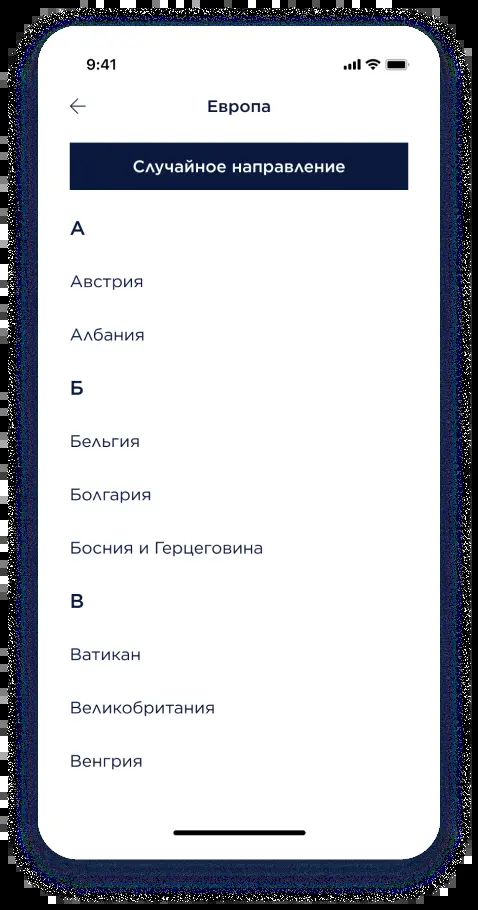 9:41
Европа
Случайное направление
А
Австрия
Албания
Б
Бельгия
Болгария
Босния и Герцеговина
В
Ватикан
Великобритания
Венгрия